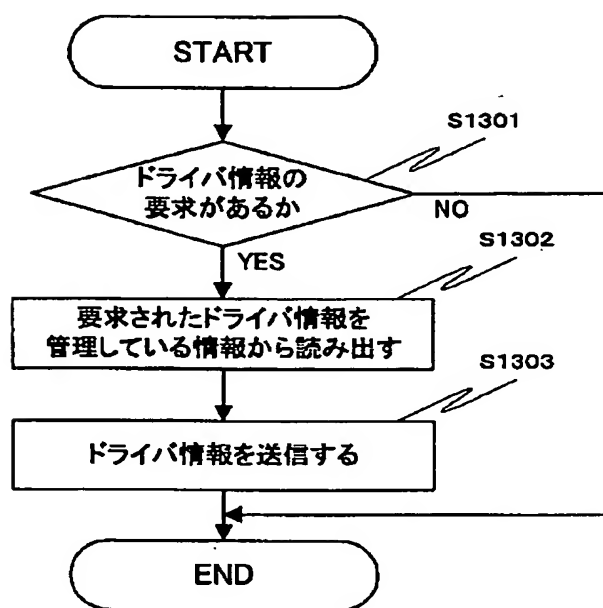 START
S1301
ドライバ情報の
要求があるか
NO
YES
S1302
要求されたドライバ情報を
管理している情報から読み出す
S1303
ドライバ情報を送信する
END